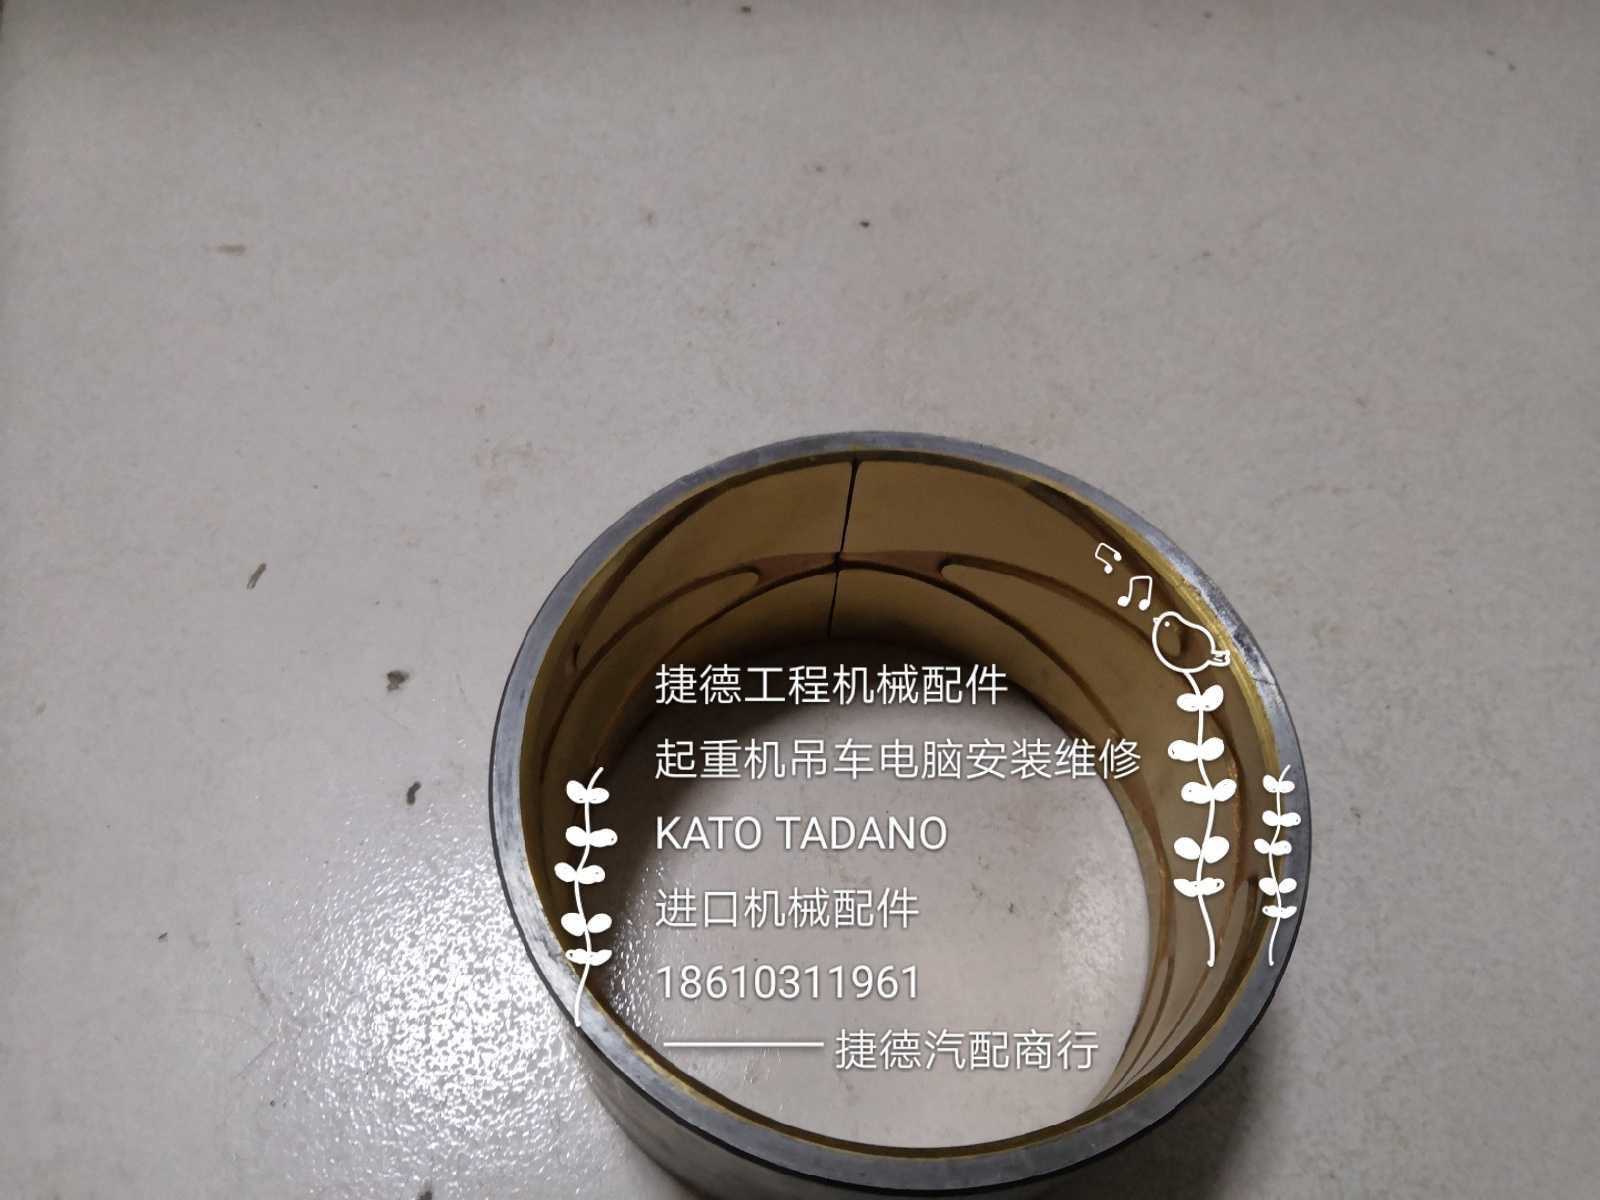 捷德工程机械配件
起重机吊车电脑安装维修
KATO TADANO
进口机械配件
18610311961
——— 捷德汽配商行